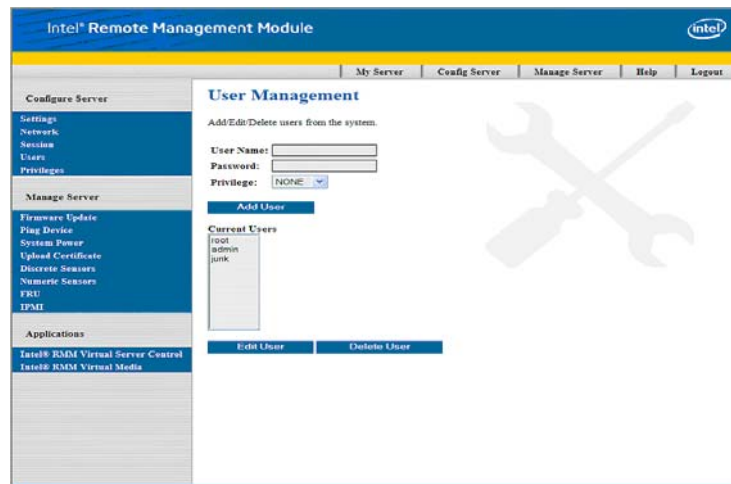 Intel® Remote Management Module
intel
My Server | Config Server | Manage Server | Help | Logout
Configure Server
Settings
Network
Session
Users
Privileges
Manage Server
Firmware Update
Ping Device
System Power
Upload Certificate
Discrete Sensors
Numeric Sensors
FRU
IPMI
Applications
Intel® RMM Virtual Server Control
Intel® RMM Virtual Media
User Management
Add/Edit/Delete users from the system.
User Name:
Password:
Privilege: NONE
Add User
Current Users
root
admin
junk
Edit User Delete User